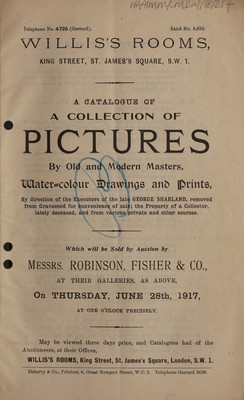 Telephone No. 4725 (Gerrard). SALE No. 3,892.
WILLIS'S ROOMS,
KING STREET, ST. JAMES'S SQUARE, S.W. 1.
A CATALOGUE OF
A COLLECTION OF
PICTURES
By Old and Modern Masters,
Water-colour Drawings and Prints,
By direction of the Executors of the late GEORGE SHARLAND, removed
from Gravesend for convenience of sale; the Property of a Collector,
lately deceased, and from various private and other sources.
Which will be Sold by Auction by
MESSRS. ROBINSON, FISHER & CO.,
AT THEIR GALLERIES, AS ABOVE,
On THURSDAY, JUNE 28th, 1917,
AT ONE O'CLOCK PRECISELY.
May be viewed three days prior, and Catalogues had of the
Auctioneers, at their Offices,
WILLIS'S ROOMS, King Street, St. James's Square, London, S.W. 1.
Doherty & Co., Printers, 6, Great Newport Street, W.C. 2. Telephone Gerrard